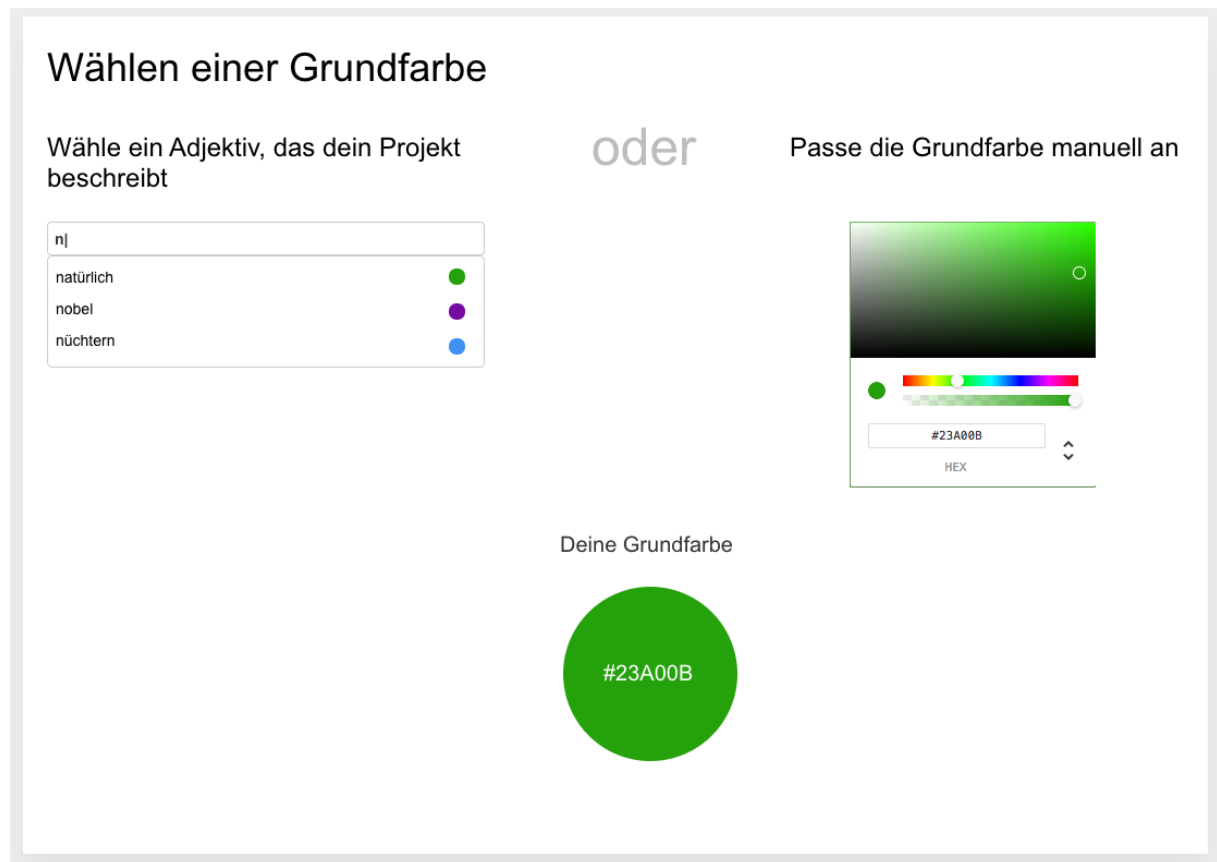 Wählen einer Grundfarbe
Wähle ein Adjektiv, das dein Projekt
beschreibt
oder
Passe die Grundfarbe manuell an
n|
natürlich
nobel
nüchtern
#23A00B
HEX
Deine Grundfarbe
#23A00B